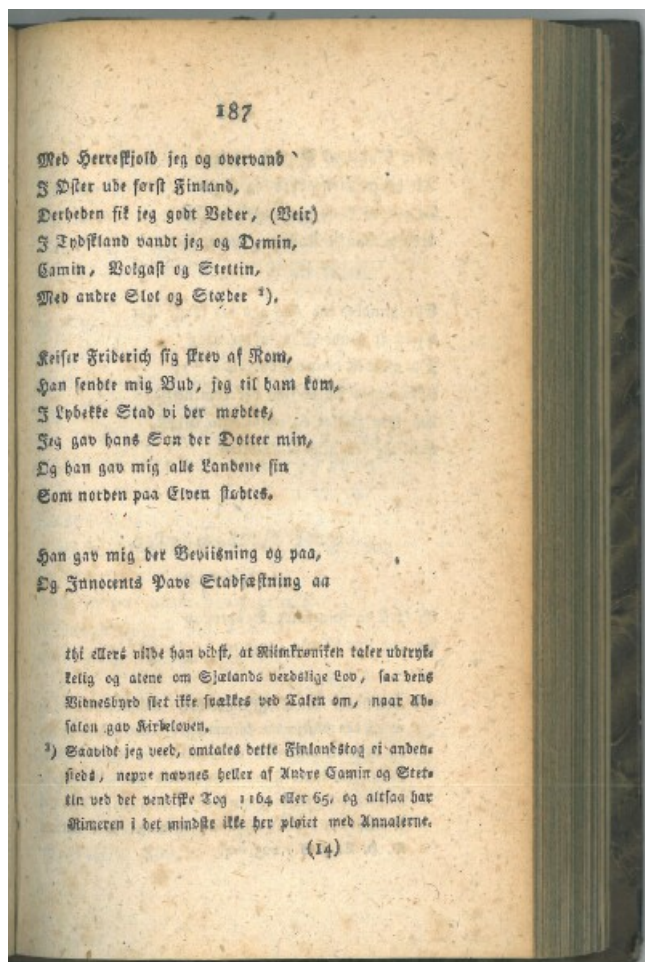 187
Med Herreskjold jeg og overvand
I Øster ude først Finland,
Derheden fik jeg godt Veder, (Veir)
I Tydskland vandt jeg og Demin,
Camin, Volgast og Stettin,
Med andre Slot og Stæder ²).
Keiser Friderich sig skrev af Rom,
Han sendte mig Bud, jeg til ham kom,
I Lybekke Stad vi der mødtes,
Jeg gav hans Søn der Dotter min,
Og han gav mig alle Landene sin
Som norden paa Elven stødtes.
Han gav mig der Beviisning og paa,
Og Innocents Pave Stadfæstning aa
thi ellers vilde han vidst, at Riimkrøniken taler udtryk-
kelig og alene om Sjælands verdslige Lov, saa dens
Vidnesbyrd slet ikke svækkes ved Talen om, naar Ab-
salon gav Kirkeloven.
²) Saavidt jeg veed, omtales dette Finlandstog ei anden-
steds, neppe nævnes heller af Andre Camin og Stet-
tin ved det vendiske Tog 1164 eller 65, og altsaa har
Rimeren i det mindste ikke her pløiet med Annalerne.
(14)